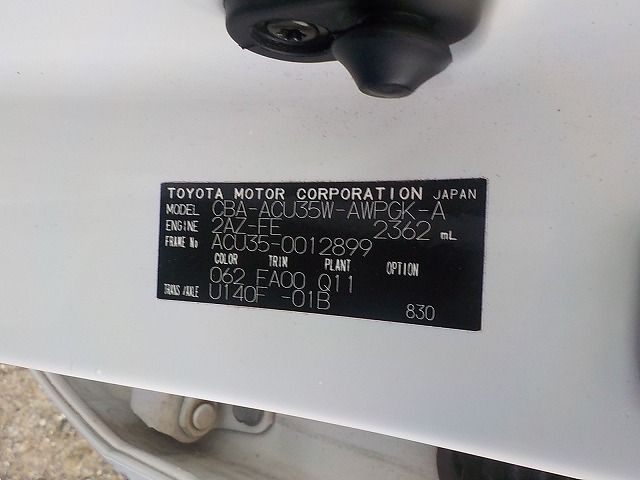 TOYOTA MOTOR CORPORATION JAPAN
MODEL CBA-ACU35W-AWPGK-A
ENGINE 2AZ-FE 2362 mL
FRAME No ACU35-0012899
COLOR TRIM PLANT OPTION
062 FA00 Q11
TRANS/AXLE U140F -01B
830